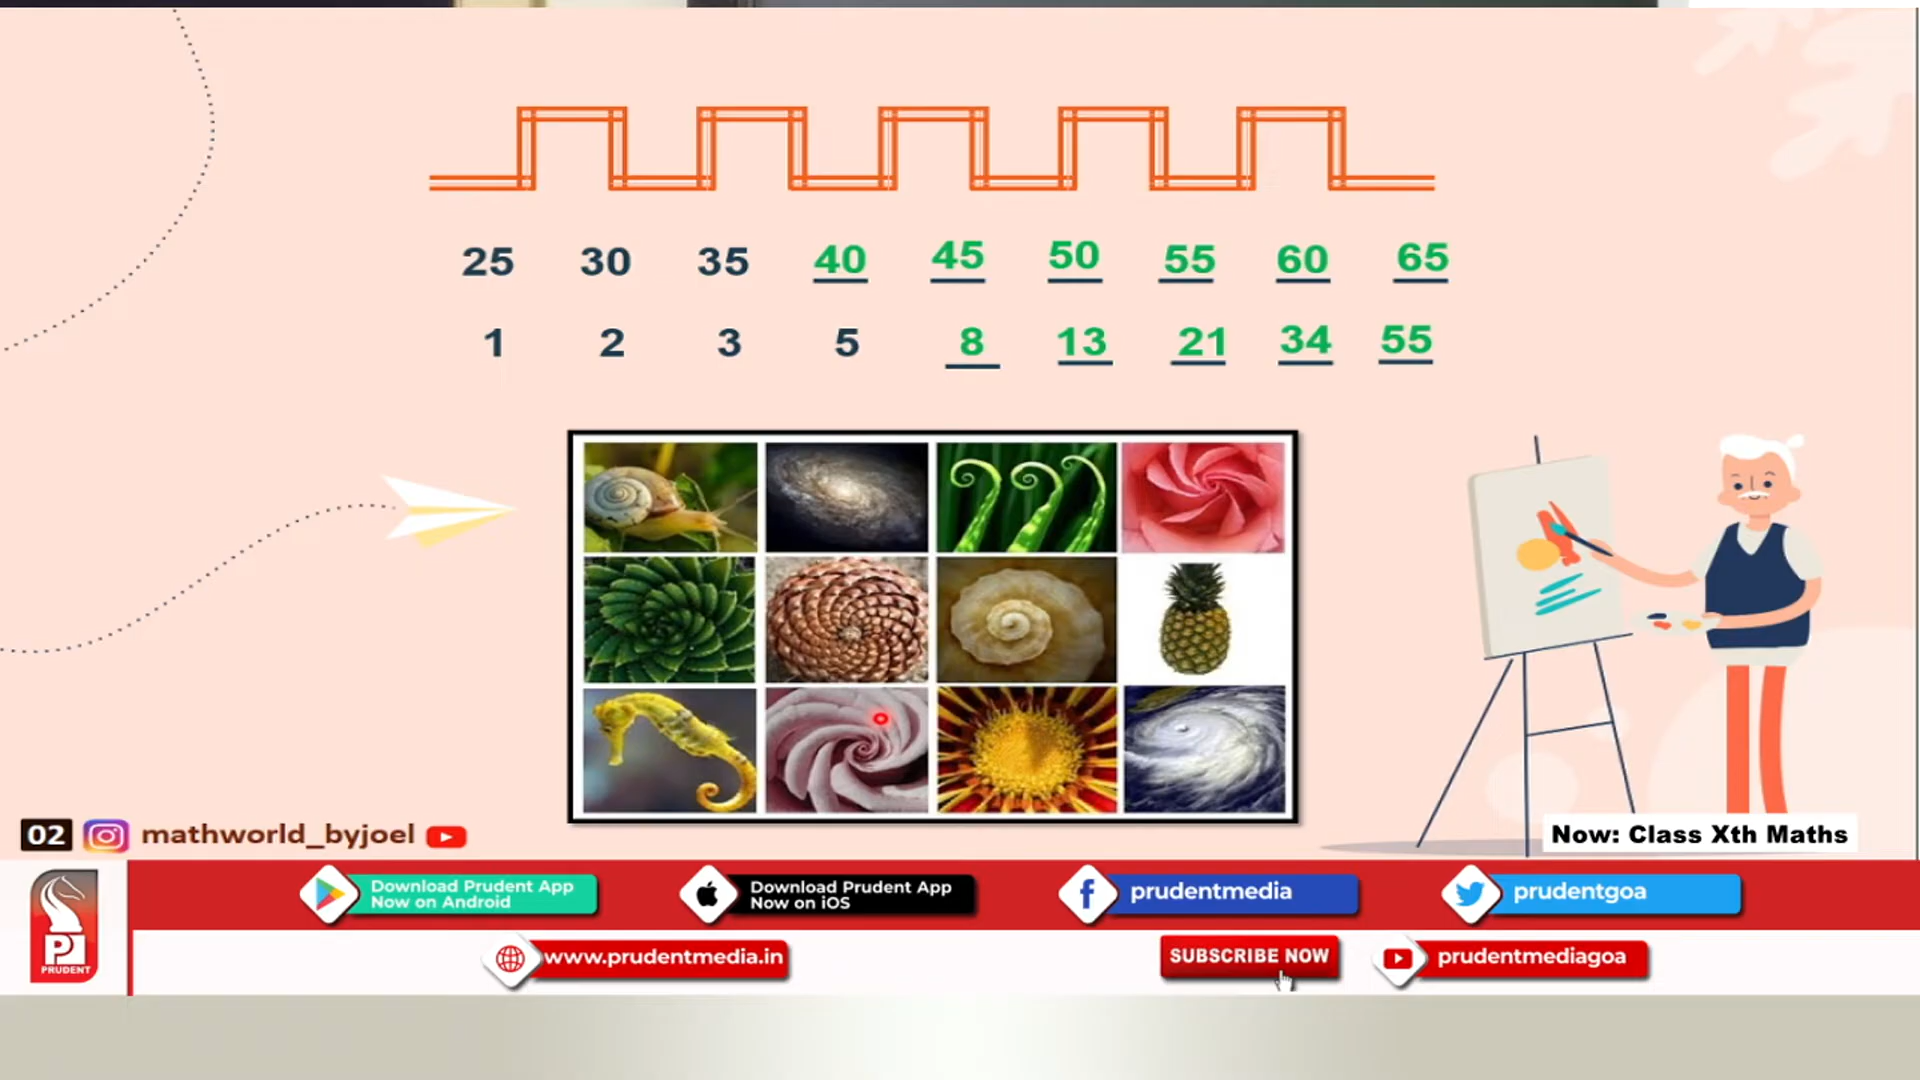 25 30 35 40 45 50 55 60 65
1 2 3 5 8 13 21 34 55
02 mathworld_byjoel
Now: Class Xth Maths
Download Prudent App
Now on Android
Download Prudent App
Now on iOS
prudentmedia
prudentgoa
PRUDENT
www.prudentmedia.in
SUBSCRIBE NOW
prudentmediagoa